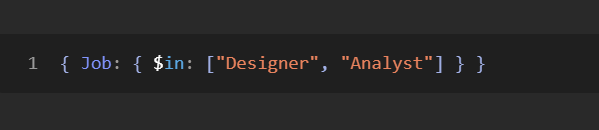 1 { Job: { $in: ["Designer", "Analyst"] } }